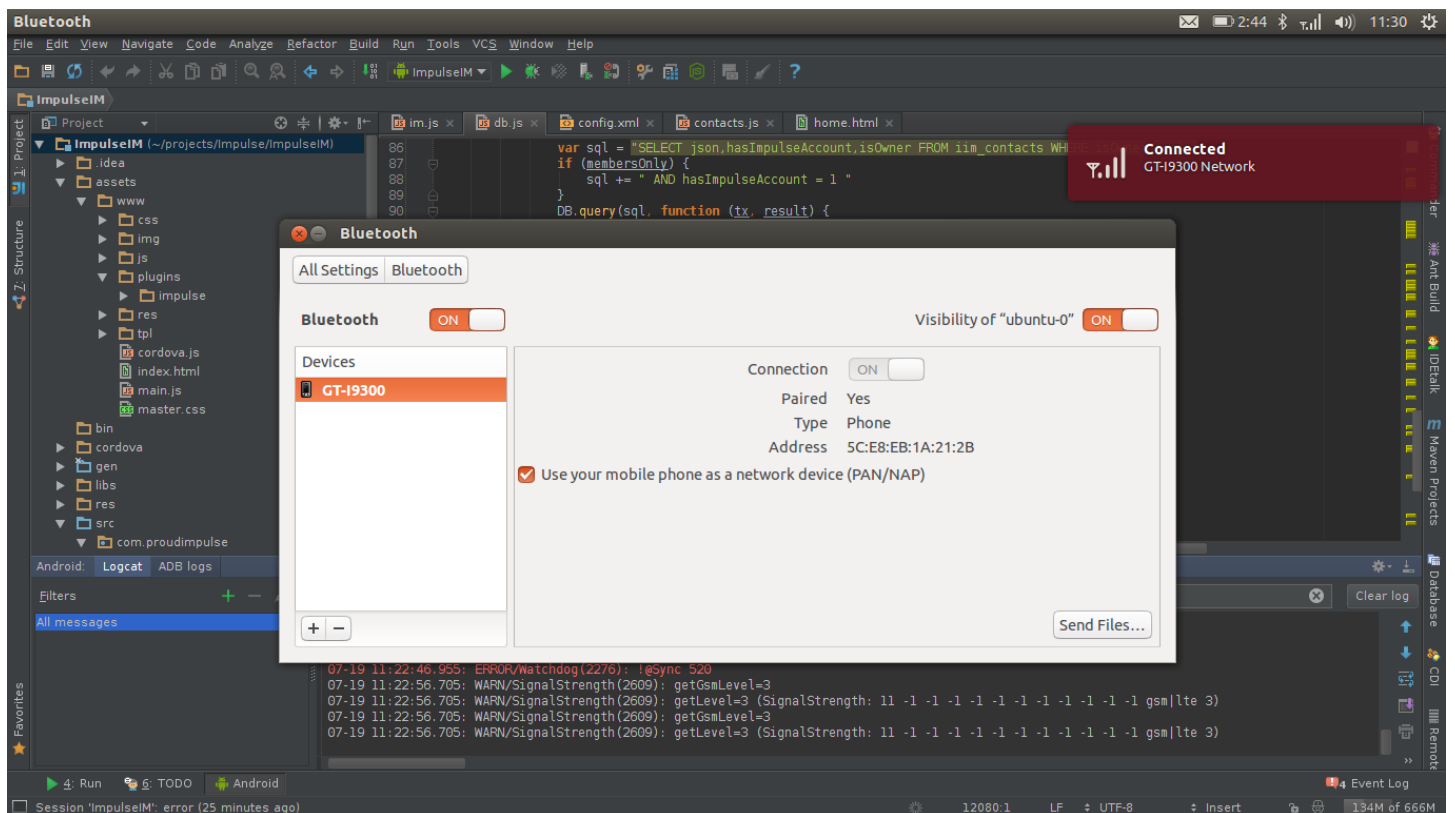 Bluetooth
2:44
11:30
File Edit View Navigate Code Analyze Refactor Build Run Tools VCS Window Help
ImpulseIM
ImpulseIM
1: Project
Project
im.js
db.js
config.xml
contacts.js
home.html
ImpulseIM (~/projects/Impulse/ImpulseIM)
.idea
assets
www
css
img
js
plugins
impulse
res
tpl
cordova.js
index.html
main.js
master.css
bin
cordova
gen
libs
res
src
com.proudimpulse
7: Structure
86 var sql = "SELECT json,hasImpulseAccount,isOwner FROM iim_contacts WH
87 if (membersOnly) {
88 sql += " AND hasImpulseAccount = 1 "
89 }
90 DB.query(sql, function (tx, result) {
Connected
GT-I9300 Network
Bluetooth
All Settings Bluetooth
Bluetooth ON
Visibility of “ubuntu-0” ON
Devices
GT-I9300
Connection ON
Paired Yes
Type Phone
Address 5C:E8:EB:1A:21:2B
Use your mobile phone as a network device (PAN/NAP)
+ −
Send Files...
Ant Build
IDEtalk
m Maven Projects
Database
CDI
Remote
Android: Logcat ADB logs
Filters
Clear log
All messages
07-19 11:22:46.955: ERROR/Watchdog(2276): !@Sync 520
07-19 11:22:56.705: WARN/SignalStrength(2609): getGsmLevel=3
07-19 11:22:56.705: WARN/SignalStrength(2609): getLevel=3 (SignalStrength: 11 -1 -1 -1 -1 -1 -1 -1 -1 -1 -1 -1 gsm|lte 3)
07-19 11:22:56.705: WARN/SignalStrength(2609): getGsmLevel=3
07-19 11:22:56.705: WARN/SignalStrength(2609): getLevel=3 (SignalStrength: 11 -1 -1 -1 -1 -1 -1 -1 -1 -1 -1 -1 gsm|lte 3)
Favorites
4: Run
6: TODO
Android
4 Event Log
Session 'ImpulseIM': error (25 minutes ago)
12080:1 LF UTF-8 Insert 134M of 666M